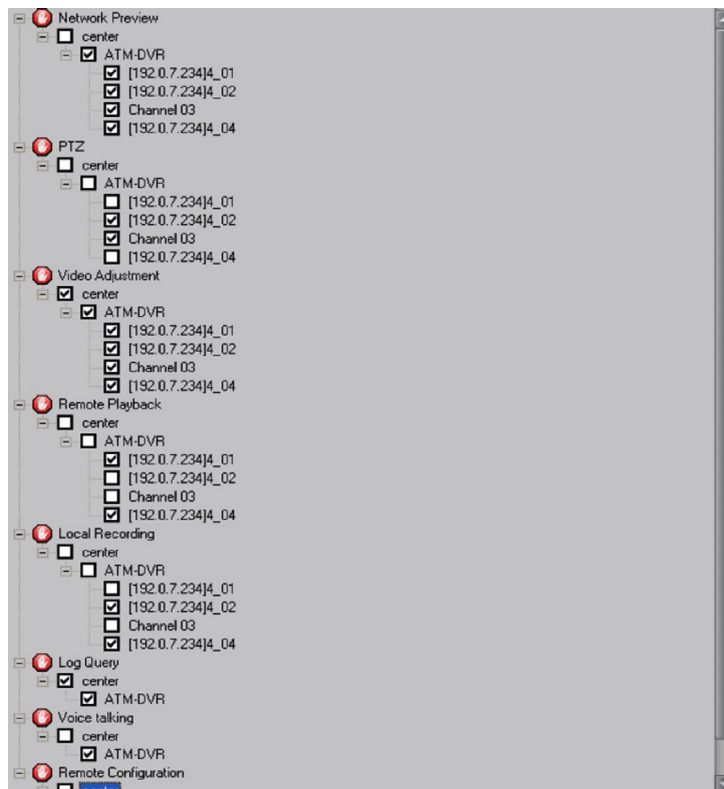 Network Preview
center
ATM-DVR
[192.0.7.234]4_01
[192.0.7.234]4_02
Channel 03
[192.0.7.234]4_04
PTZ
center
ATM-DVR
[192.0.7.234]4_01
[192.0.7.234]4_02
Channel 03
[192.0.7.234]4_04
Video Adjustment
center
ATM-DVR
[192.0.7.234]4_01
[192.0.7.234]4_02
Channel 03
[192.0.7.234]4_04
Remote Playback
center
ATM-DVR
[192.0.7.234]4_01
[192.0.7.234]4_02
Channel 03
[192.0.7.234]4_04
Local Recording
center
ATM-DVR
[192.0.7.234]4_01
[192.0.7.234]4_02
Channel 03
[192.0.7.234]4_04
Log Query
center
ATM-DVR
Voice talking
center
ATM-DVR
Remote Configuration